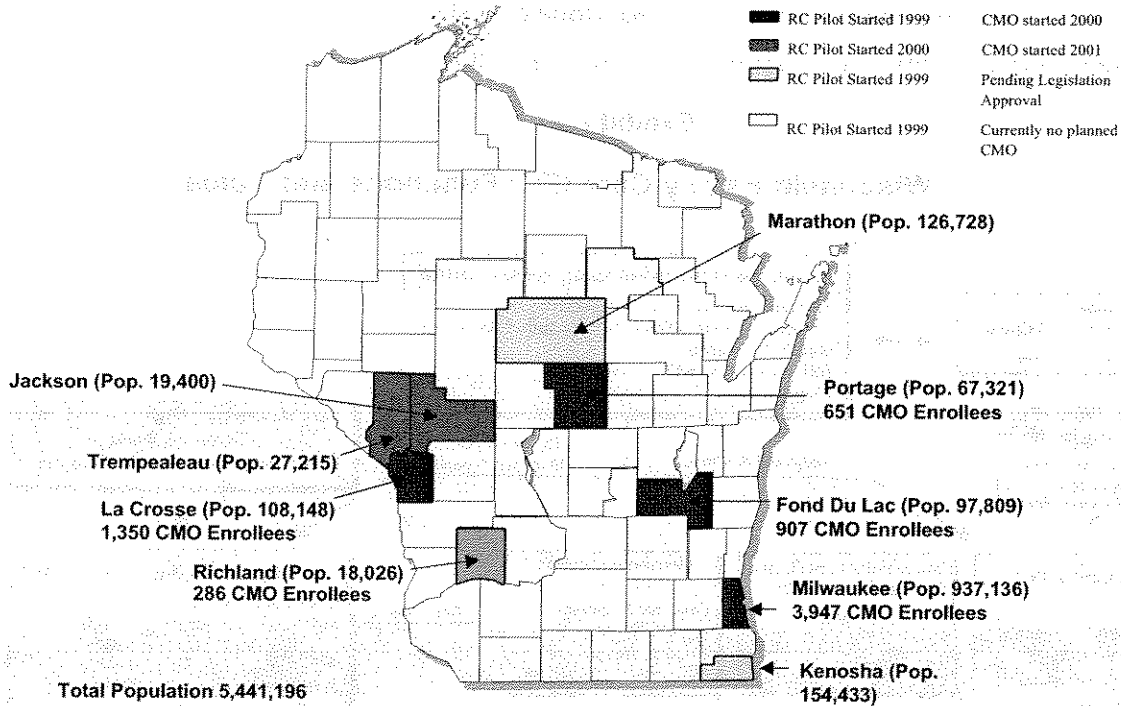 RC Pilot Started 1999 CMO started 2000
RC Pilot Started 2000 CMO started 2001
RC Pilot Started 1999 Pending Legislation
Approval
RC Pilot Started 1999 Currently no planned
CMO
Marathon (Pop. 126,728)
Jackson (Pop. 19,400)
Portage (Pop. 67,321)
651 CMO Enrollees
Trempealeau (Pop. 27,215)
La Crosse (Pop. 108,148)
1,350 CMO Enrollees
Fond Du Lac (Pop. 97,809)
907 CMO Enrollees
Richland (Pop. 18,026)
286 CMO Enrollees
Milwaukee (Pop. 937,136)
3,947 CMO Enrollees
Kenosha (Pop.
154,433)
Total Population 5,441,196